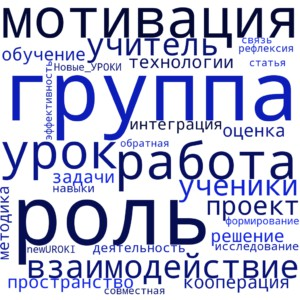 мотивация
обучение
учитель
связь
рефлексия
Новые_УРОКИ
технологии
статья
эффективность
группа
интеграция
оценка
урок
обратная
работа
задачи
навыки
ученики
методика
роль
проект
формирование
newUROKI
деятельность
решение
исследование
взаимодействие
пространство
совместная
кооперация